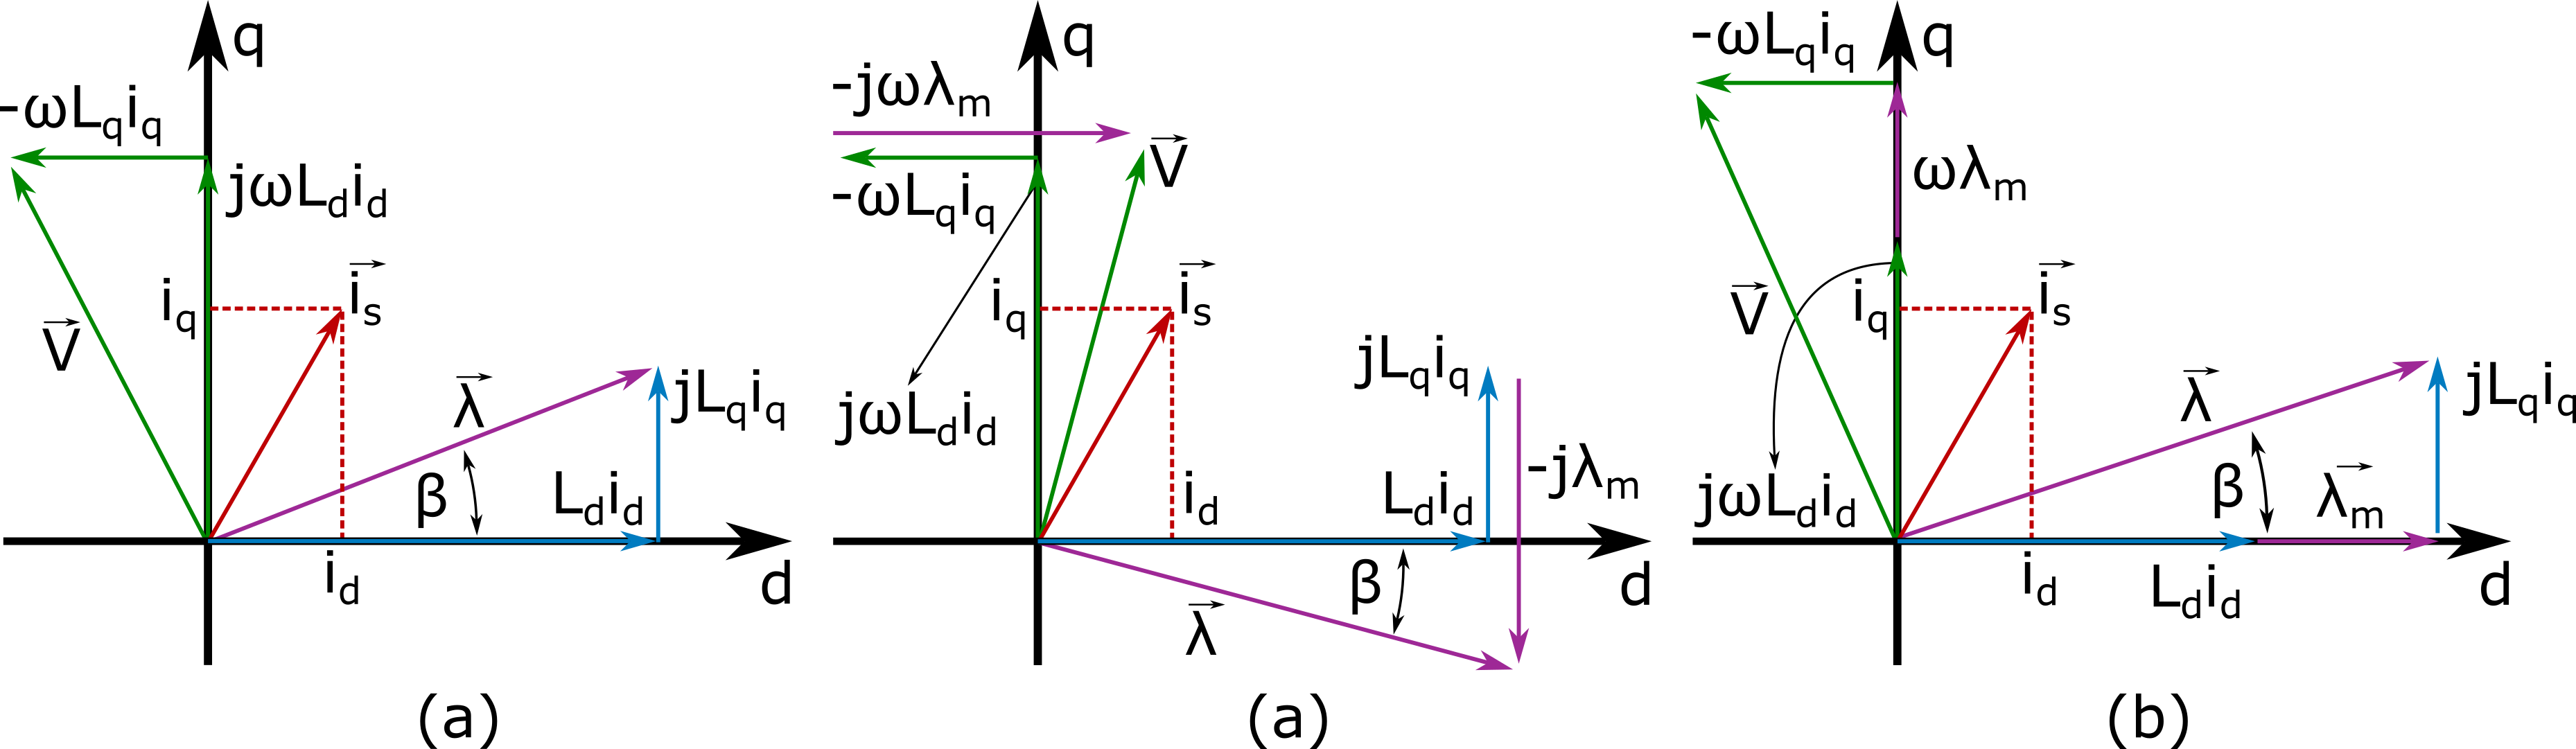 q
-ωLqiq
jωLdid
iq
is
V
λ
jLqiq
β
Ldid
id
d
(a)
q
-jωλm
V
-ωLqiq
iq
is
jLqiq
jωLdid
-jλm
id
Ldid
β
d
λ
(a)
-ωLqiq
q
ωλm
is
V
iq
λ
jLqiq
β
λm
jωLdid
id
Ldid
d
(b)